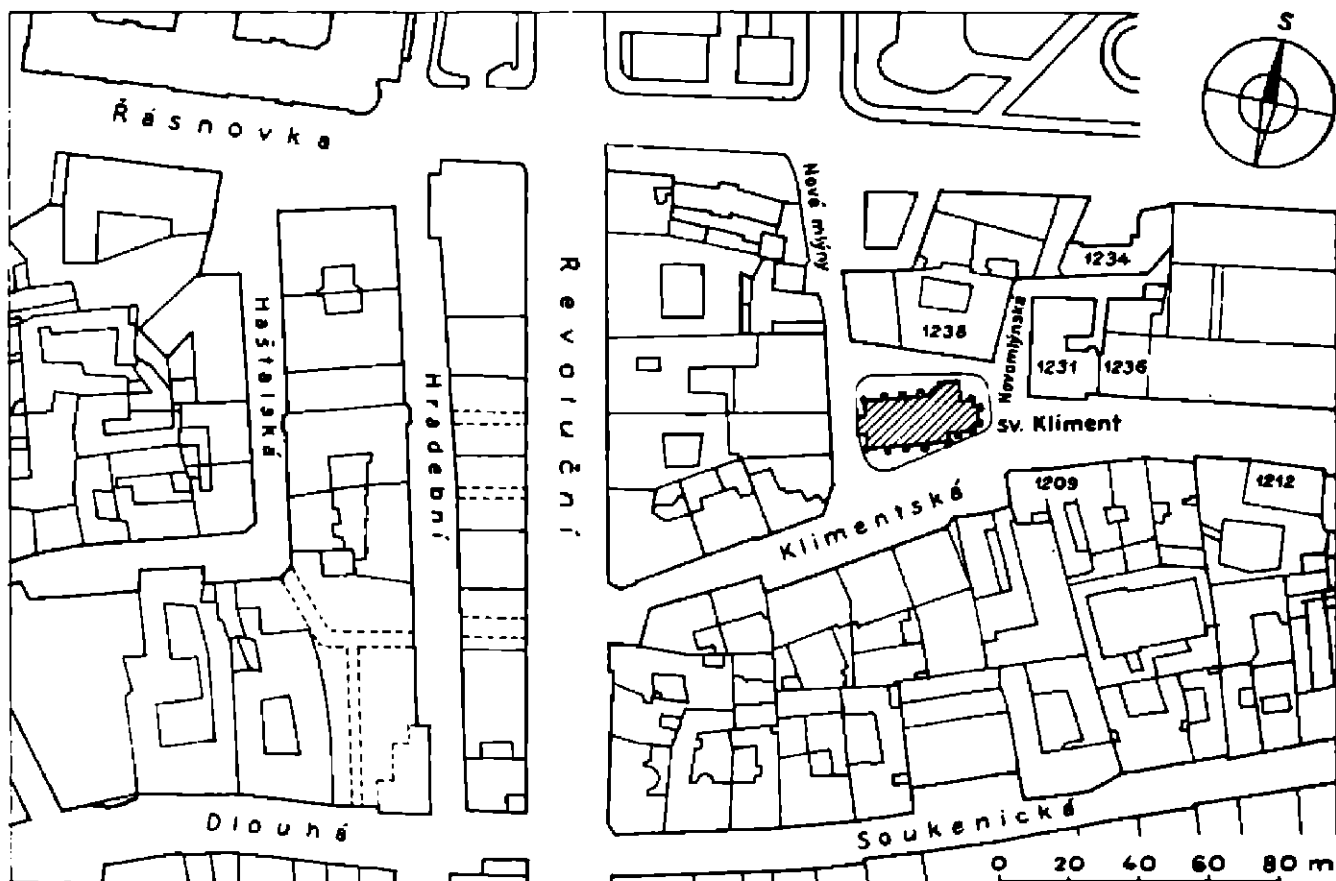 S
Řásnovka
Nové mlýny
1234
Haštalská
Hradební
Revoluční
1238
Novomlýnská
1231
1236
sv. Kliment
1209
1212
Klimentská
Dlouhá
Soukenická
0 20 40 60 80 m